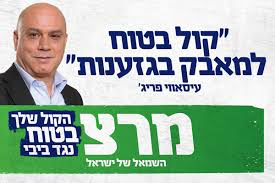 "קול בטוח
למאבק בגזענות"
עיסאווי פריג'
הקול שלך
בטוח
נגד ביבי
מרצ
השמאל של ישראל